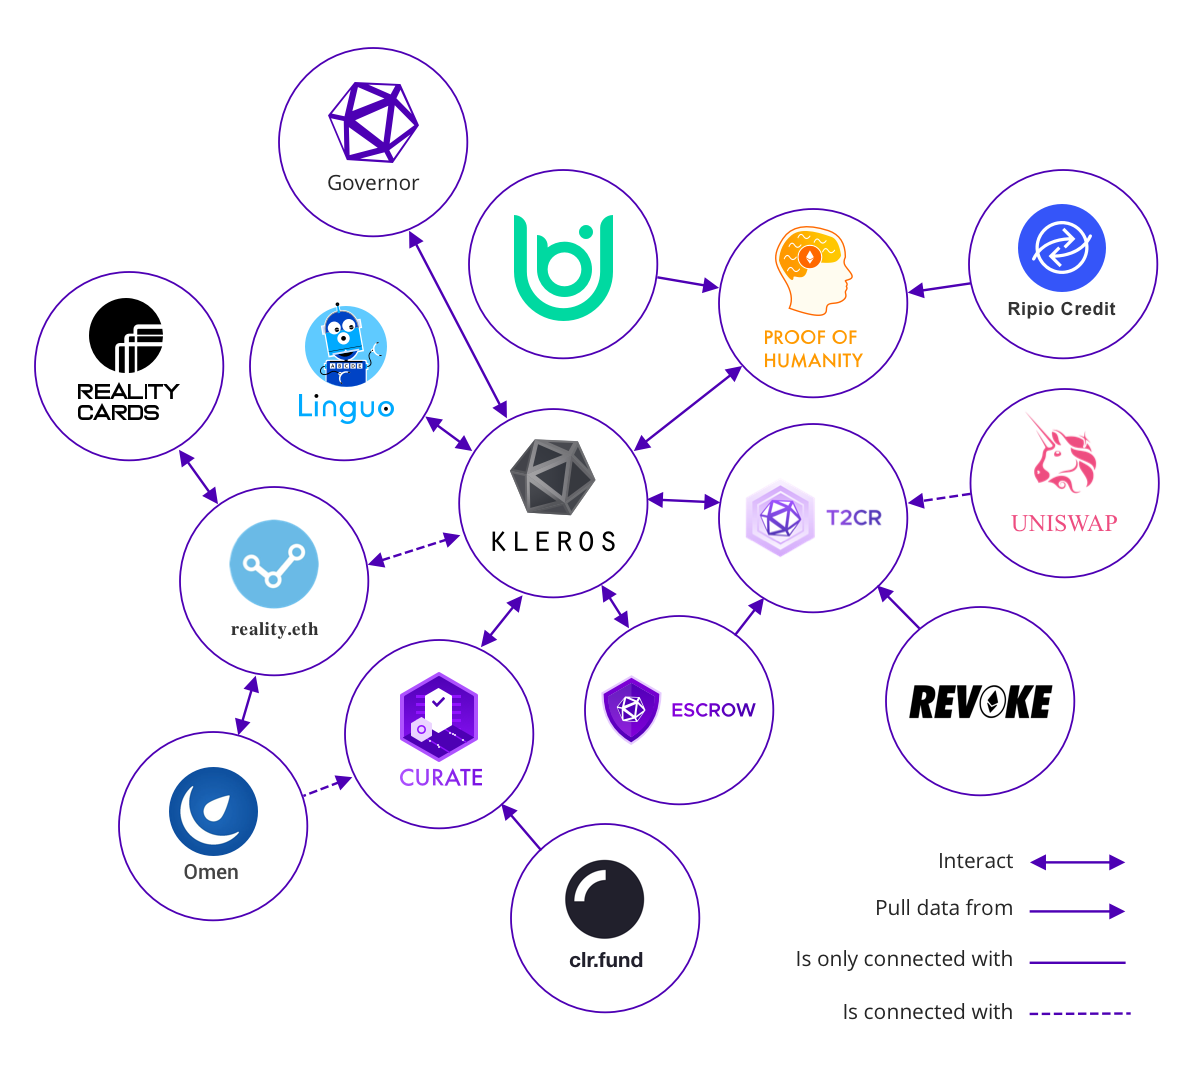 Governor
PROOF OF
HUMANITY
Ripio Credit
REALITY
CARDS
ABCDE
Linguo
KLEROS
T2CR
UNISWAP
reality.eth
CURATE
ESCROW
REVOKE
Omen
clr.fund
Interact
Pull data from
Is only connected with
Is connected with